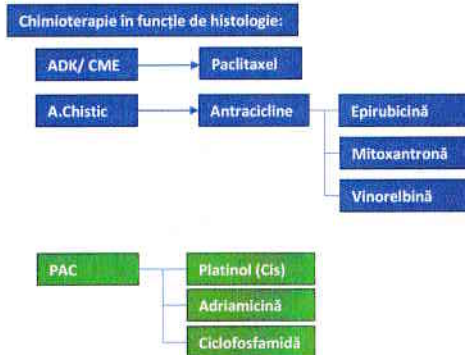 Chimioterapie în funcție de histologie:
ADK/ CME
Paclitaxel
A.Chistic
Antracicline
Epirubicină
Mitoxantronă
Vinorelbină
PAC
Platinol (Cis)
Adriamicină
Ciclofosfamidă